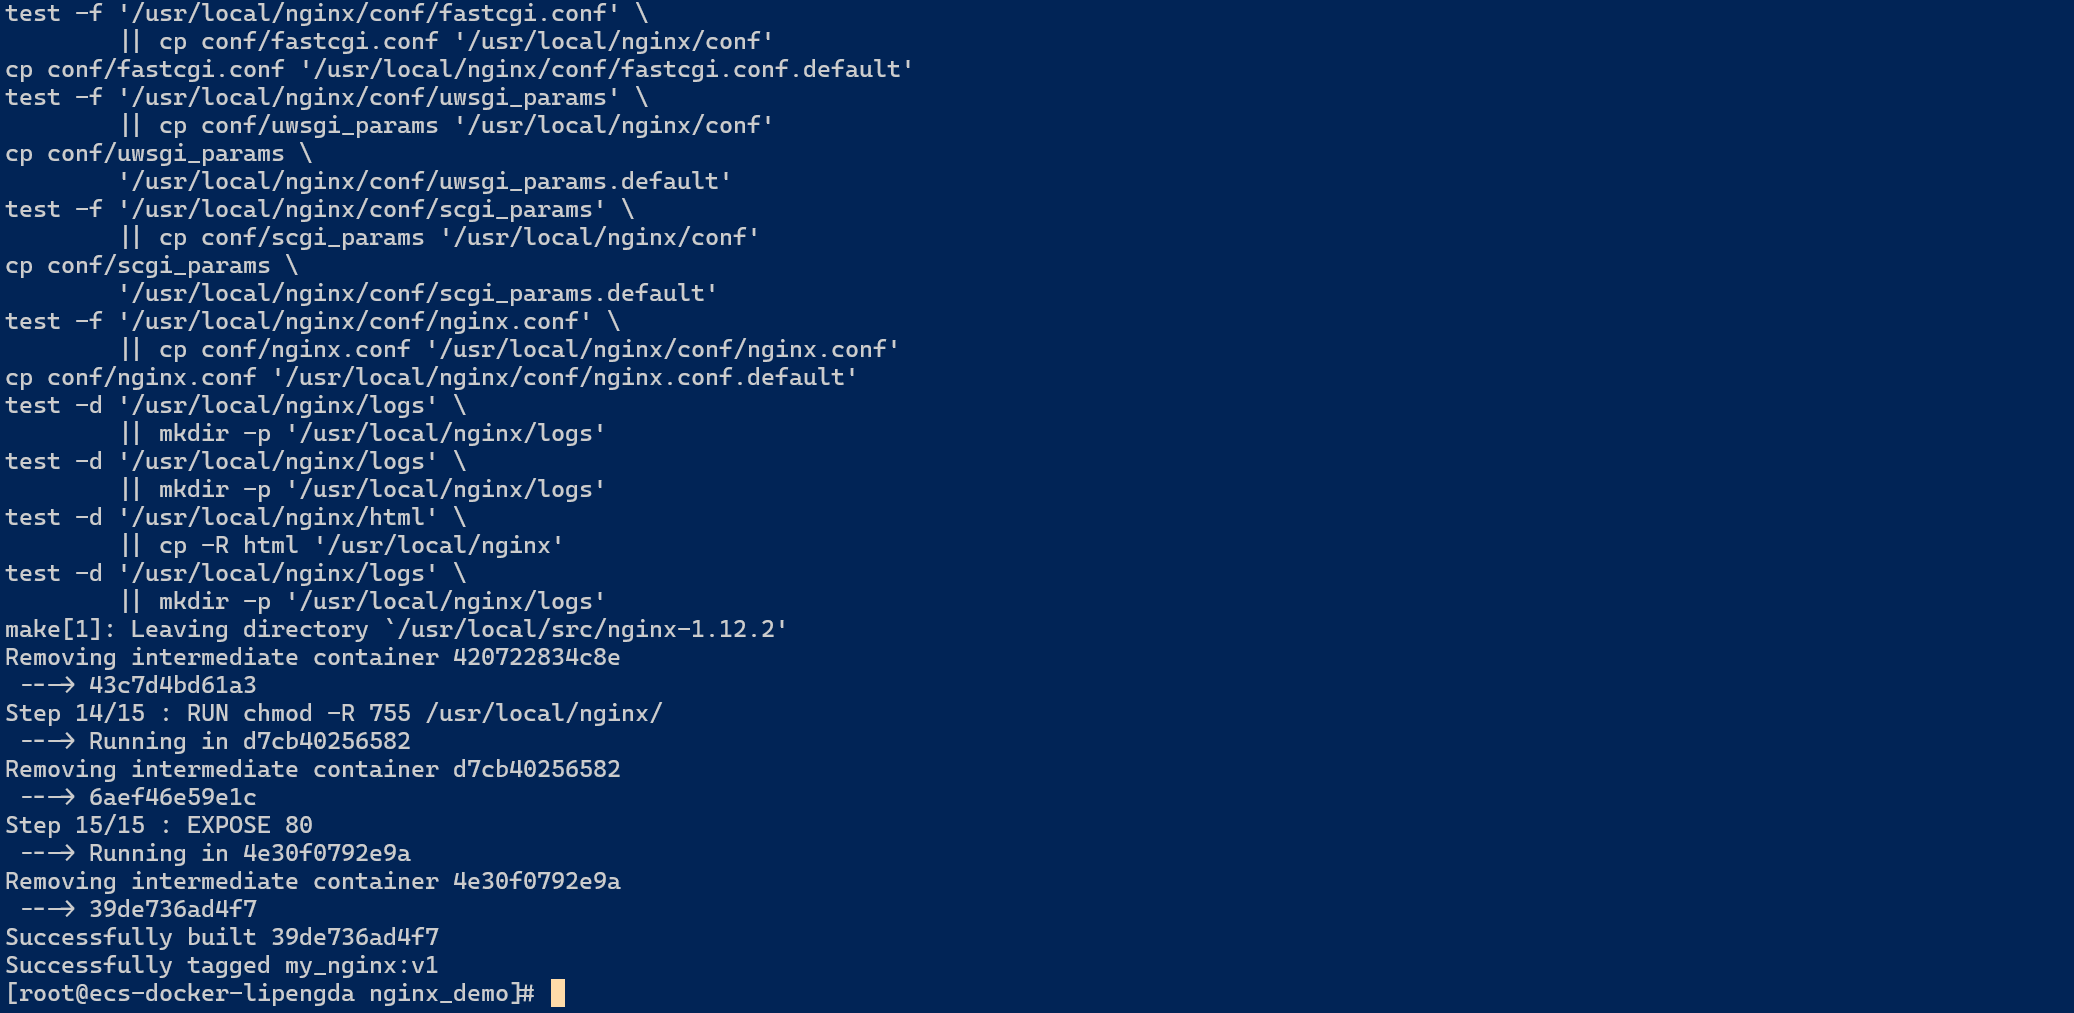 test -f '/usr/local/nginx/conf/fastcgi.conf' \
        || cp conf/fastcgi.conf '/usr/local/nginx/conf'
cp conf/fastcgi.conf '/usr/local/nginx/conf/fastcgi.conf.default'
test -f '/usr/local/nginx/conf/uwsgi_params' \
        || cp conf/uwsgi_params '/usr/local/nginx/conf'
cp conf/uwsgi_params \
        '/usr/local/nginx/conf/uwsgi_params.default'
test -f '/usr/local/nginx/conf/scgi_params' \
        || cp conf/scgi_params '/usr/local/nginx/conf'
cp conf/scgi_params \
        '/usr/local/nginx/conf/scgi_params.default'
test -f '/usr/local/nginx/conf/nginx.conf' \
        || cp conf/nginx.conf '/usr/local/nginx/conf/nginx.conf'
cp conf/nginx.conf '/usr/local/nginx/conf/nginx.conf.default'
test -d '/usr/local/nginx/logs' \
        || mkdir -p '/usr/local/nginx/logs'
test -d '/usr/local/nginx/logs' \
        || mkdir -p '/usr/local/nginx/logs'
test -d '/usr/local/nginx/html' \
        || cp -R html '/usr/local/nginx'
test -d '/usr/local/nginx/logs' \
        || mkdir -p '/usr/local/nginx/logs'
make[1]: Leaving directory `/usr/local/src/nginx-1.12.2'
Removing intermediate container 420722834c8e
 ---> 43c7d4bd61a3
Step 14/15 : RUN chmod -R 755 /usr/local/nginx/
 ---> Running in d7cb40256582
Removing intermediate container d7cb40256582
 ---> 6aef46e59e1c
Step 15/15 : EXPOSE 80
 ---> Running in 4e30f0792e9a
Removing intermediate container 4e30f0792e9a
 ---> 39de736ad4f7
Successfully built 39de736ad4f7
Successfully tagged my_nginx:v1
[root@ecs-docker-lipengda nginx_demo]#